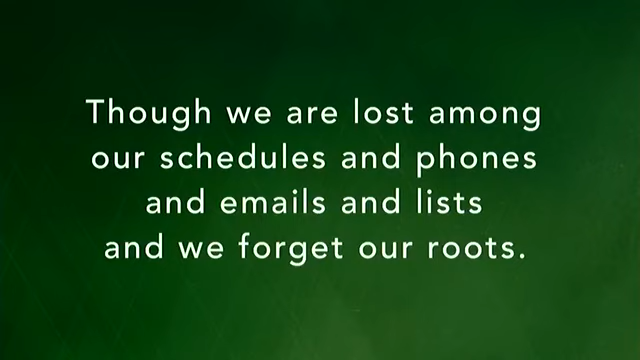 Though we are lost among
our schedules and phones
and emails and lists
and we forget our roots.